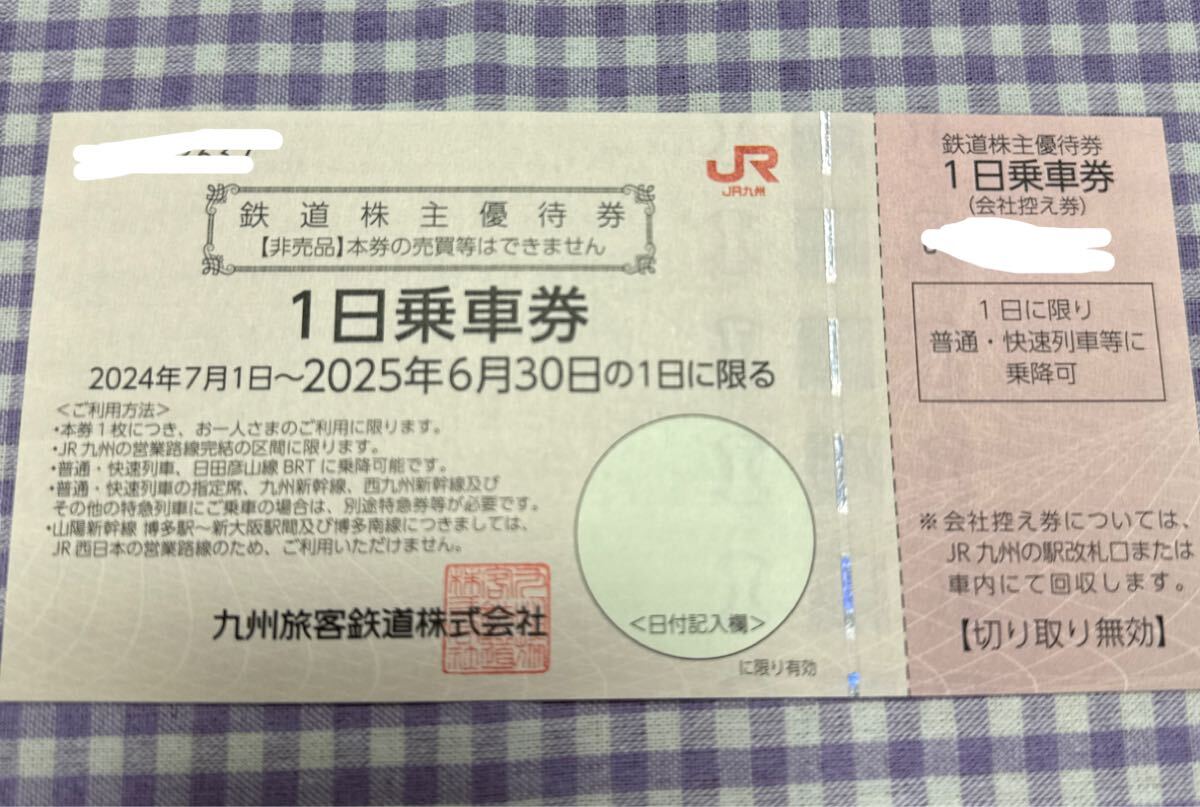 JR
JR九州
鉄道株主優待券
【非売品】本券の売買等はできません
1日乗車券
2024年7月1日～2025年6月30日の1日に限る
＜ご利用方法＞
・本券1枚につき、お一人さまのご利用に限ります。
・JR九州の営業路線完結の区間に限ります。
・普通・快速列車、日田彦山線BRTに乗降可能です。
・普通・快速列車の指定席、九州新幹線、西九州新幹線及び
その他の特急列車にご乗車の場合は、別途特急券等が必要です。
・山陽新幹線 博多駅～新大阪駅間及び博多南線につきましては、
JR西日本の営業路線のため、ご利用いただけません。
九州旅客鉄道株式会社
＜日付記入欄＞
に限り有効
鉄道株主優待券
1日乗車券
(会社控え券)
1日に限り
普通・快速列車等に
乗降可
※会社控え券については、
JR九州の駅改札口または
車内にて回収します。
【切り取り無効】